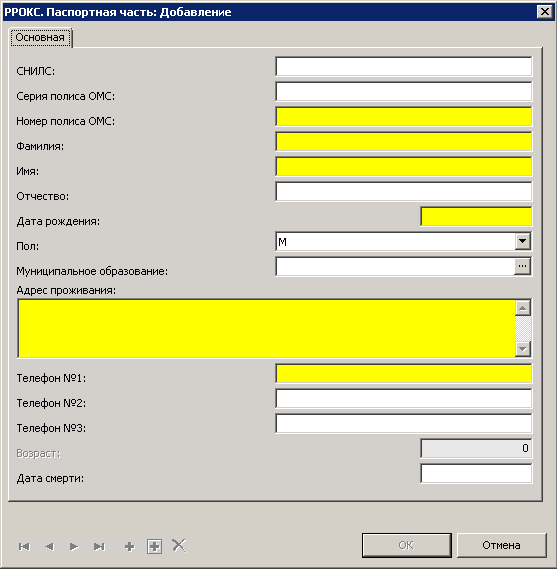 РРОКС. Паспортная часть: Добавление
Основная
СНИЛС:
Серия полиса ОМС:
Номер полиса ОМС:
Фамилия:
Имя:
Отчество:
Дата рождения:
Пол: М
Муниципальное образование: ...
Адрес проживания:
Телефон №1:
Телефон №2:
Телефон №3:
Возраст: 0
Дата смерти:
OK Отмена